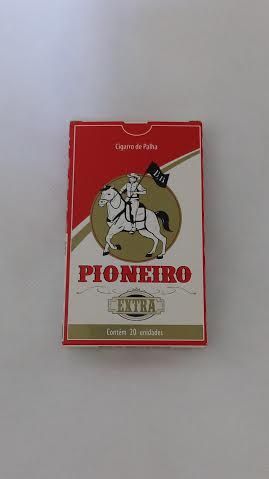 Cigarro de Palha
PIONEIRO
EXTRA
Contém 20 unidades